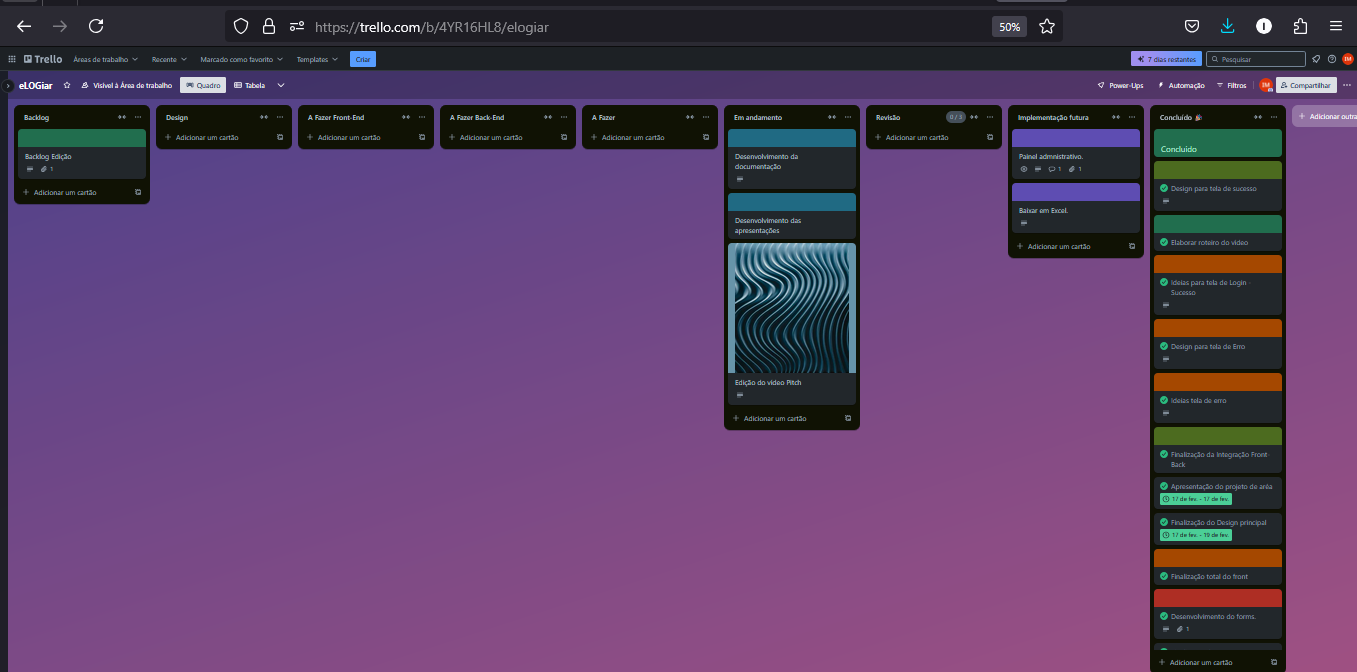 https://trello.com/b/4YR16HL8/elogiar
50%
Trello
Áreas de trabalho
Recente
Marcado como favorito
Templates
Criar
7 dias restantes
Pesquisar
IM
eLOGiar
Visível à Área de trabalho
Quadro
Tabela
Power-Ups
Automação
Filtros
IM
Compartilhar
Backlog
Backlog Edição
1
Adicionar um cartão
Design
Adicionar um cartão
A Fazer Front-End
Adicionar um cartão
A Fazer Back-End
Adicionar um cartão
A Fazer
Adicionar um cartão
Em andamento
Desenvolvimento da
documentação
Desenvolvimento das
apresentações
Edição do vídeo Pitch
Adicionar um cartão
Revisão
0 / 3
Adicionar um cartão
Implementação futura
Painel admnistrativo.
1
1
Baixar em Excel.
Adicionar um cartão
Concluído
Concluído
Design para tela de sucesso
Elaborar roteiro do vídeo
Ideias para tela de Login -
Sucesso
Design para tela de Erro
Ideias tela de erro
Finalização da Integração Front-
Back
Apresentação do projeto de aréa
17 de fev. - 17 de fev.
Finalização do Design principal
17 de fev. - 19 de fev.
Finalização total do front
Desenvolvimento do forms.
1
Adicionar um cartão
Adicionar outra